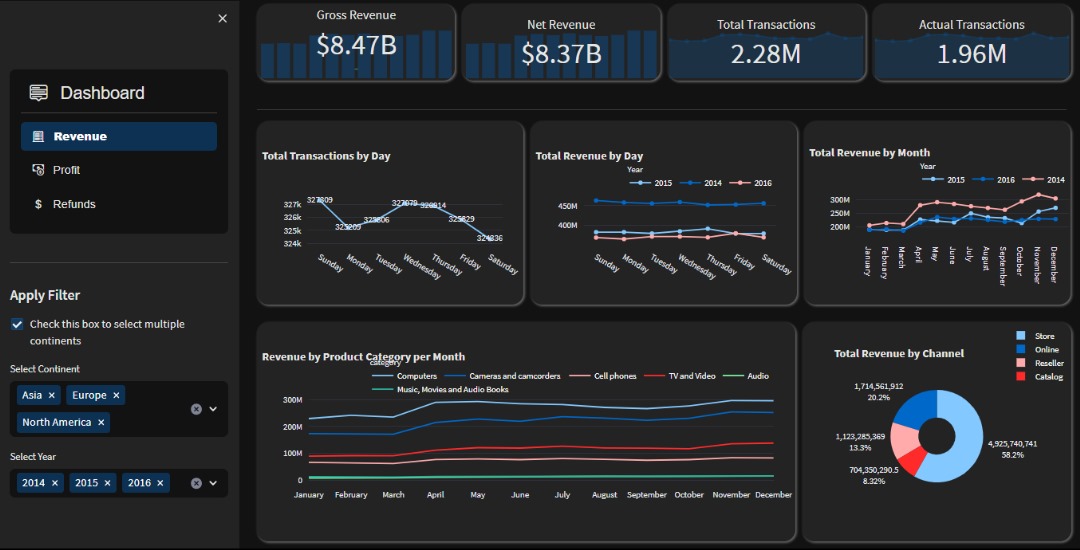 ×
Dashboard
Revenue
Profit
$ Refunds
Apply Filter
Check this box to select multiple
continents
Select Continent
Asia × Europe ×
North America ×
Select Year
2014 × 2015 × 2016 ×
Gross Revenue
$8.47B
Net Revenue
$8.37B
Total Transactions
2.28M
Actual Transactions
1.96M
Total Transactions by Day
327k
326k
325k
324k
325209
324336
Sunday
Monday
Tuesday
Wednesday
Thursday
Friday
Saturday
Total Revenue by Day
Year
2015 2014 2016
450M
400M
Sunday
Monday
Tuesday
Wednesday
Thursday
Friday
Saturday
Total Revenue by Month
Year
2015 2016 2014
300M
250M
200M
January
February
March
April
May
June
July
August
September
October
November
December
Revenue by Product Category per Month
category
Computers Cameras and camcorders Cell phones TV and Video Audio
Music, Movies and Audio Books
300M
200M
100M
0
January February March April May June July August September October November December
Total Revenue by Channel
Store
Online
Reseller
Catalog
1,714,561,912
20.2%
1,123,285,369
13.3%
704,350,290.5
8.32%
4,925,740,741
58.2%